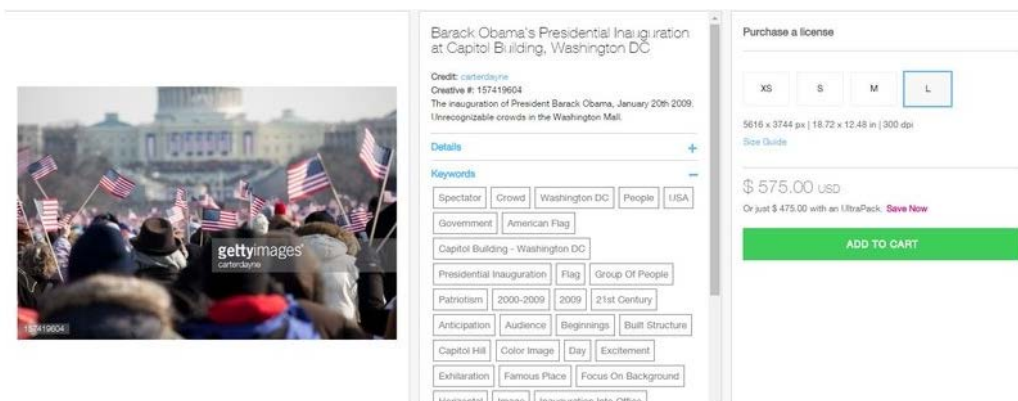 gettyimages®
carterdayne
157419604
Barack Obama's Presidential Inauguration
at Capitol Building, Washington DC
Credit: carterdayne
Creative #: 157419604
The inauguration of President Barack Obama, January 20th 2009.
Unrecognizable crowds in the Washington Mall.
Details +
Keywords –
Spectator Crowd Washington DC People USA
Government American Flag
Capitol Building - Washington DC
Presidential Inauguration Flag Group Of People
Patriotism 2000-2009 2009 21st Century
Anticipation Audience Beginnings Built Structure
Capitol Hill Color Image Day Excitement
Exhilaration Famous Place Focus On Background
Horizontal Image Inauguration Into Office
Purchase a license
XS S M L
5616 x 3744 px | 18.72 x 12.48 in | 300 dpi
Size Guide
$ 575.00 USD
Or just $ 475.00 with an UltraPack. Save Now
ADD TO CART